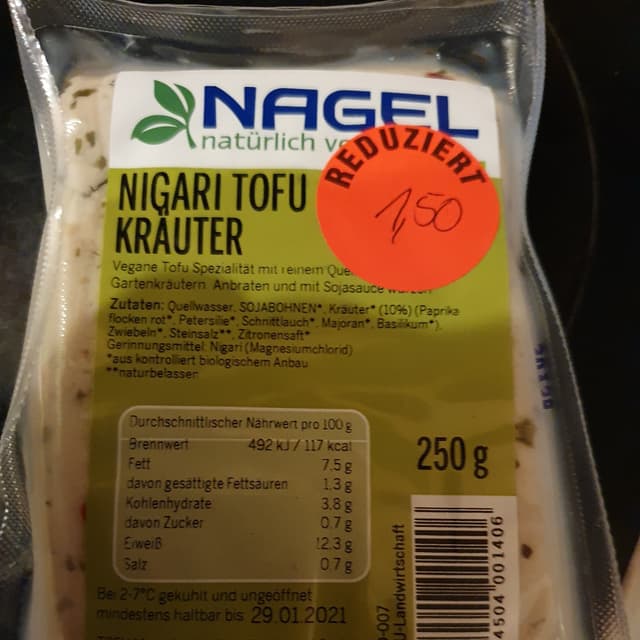 NAGEL
natürlich
REDUZIERT
1,50
NIGARI TOFU
KRÄUTER
Vegane Tofu Spezialität mit reinem
Gartenkräutern. Anbraten und mit Sojasauce
Zutaten: Quellwasser, SOJABOHNEN*, Kräuter* (10%) (Paprika
flocken rot*, Petersilie*, Schnittlauch*, Majoran*, Basilikum*),
Zwiebeln*, Steinsalz**, Zitronensaft*
Gerinnungsmittel: Nigari (Magnesiumchlorid)
*aus kontrolliert biologischem Anbau
**naturbelassen
Durchschnittlicher Nährwert pro 100 g
Brennwert 492 kJ / 117 kcal
Fett 7.5 g
davon gesättigte Fettsäuren 1.3 g
Kohlenhydrate 3.8 g
davon Zucker 0.7 g
Eiweiß 12.3 g
Salz 0.7 g
250 g
Bei 2-7°C gekühlt und ungeöffnet
mindestens haltbar bis 29.01.2021
-007
U-Landwirtschaft
4504 001406